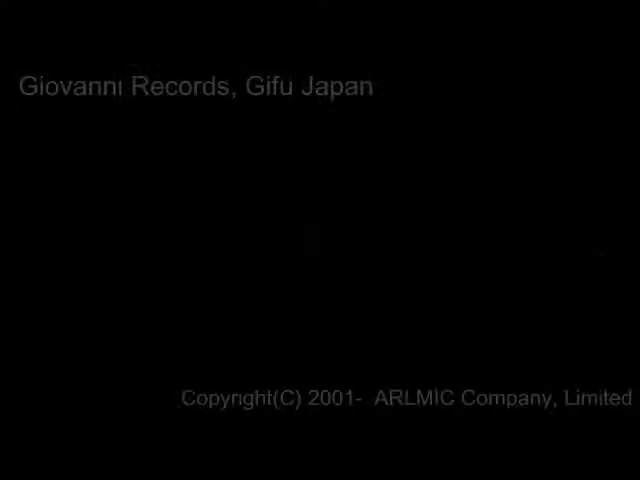 Giovanni Records, Gifu Japan
Copyright(C) 2001-  ARLMIC Company, Limited